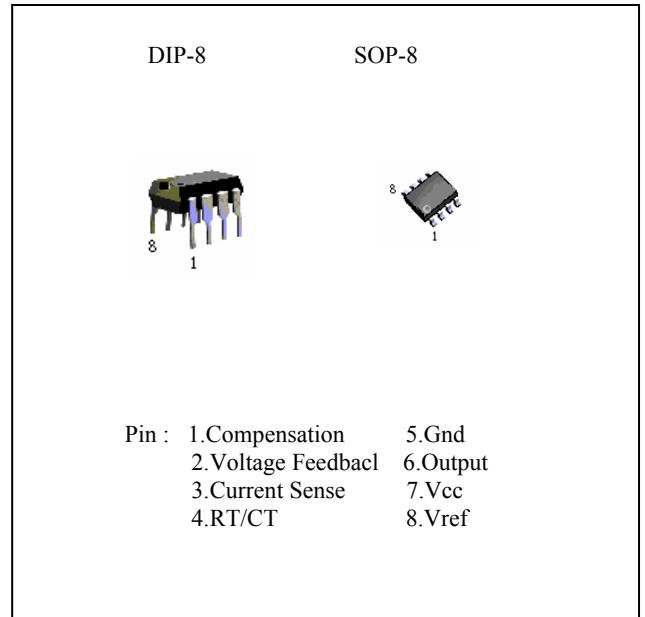 DIP-8 SOP-8
8
8
1
1
Pin : 1.Compensation 5.Gnd
2.Voltage Feedbacl 6.Output
3.Current Sense 7.Vcc
4.RT/CT 8.Vref